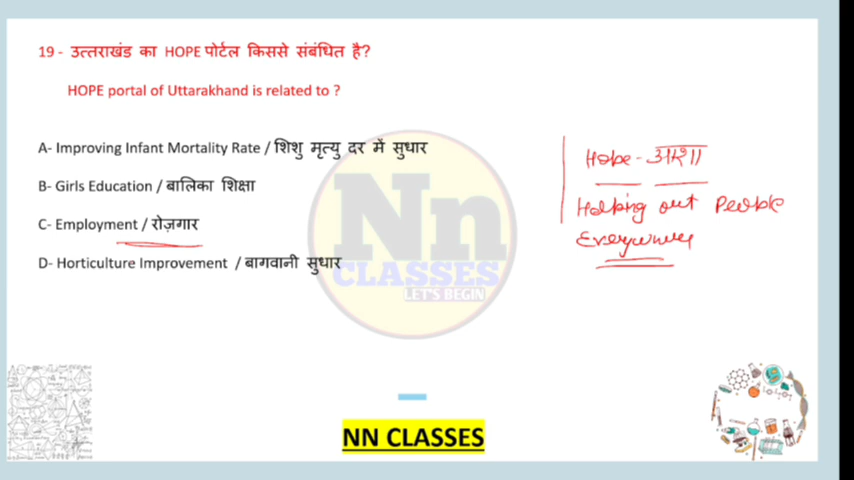 19 - उत्तराखंड का HOPE पोर्टल किससे संबंधित है?
HOPE portal of Uttarakhand is related to ?
A- Improving Infant Mortality Rate / शिशु मृत्यु दर में सुधार
B- Girls Education / बालिका शिक्षा
C- Employment / रोज़गार
D- Horticulture Improvement / बागवानी सुधार
Hope - आशा
Helping out People
Everywhere
Nn
CLASSES
LET'S BEGIN
NN CLASSES